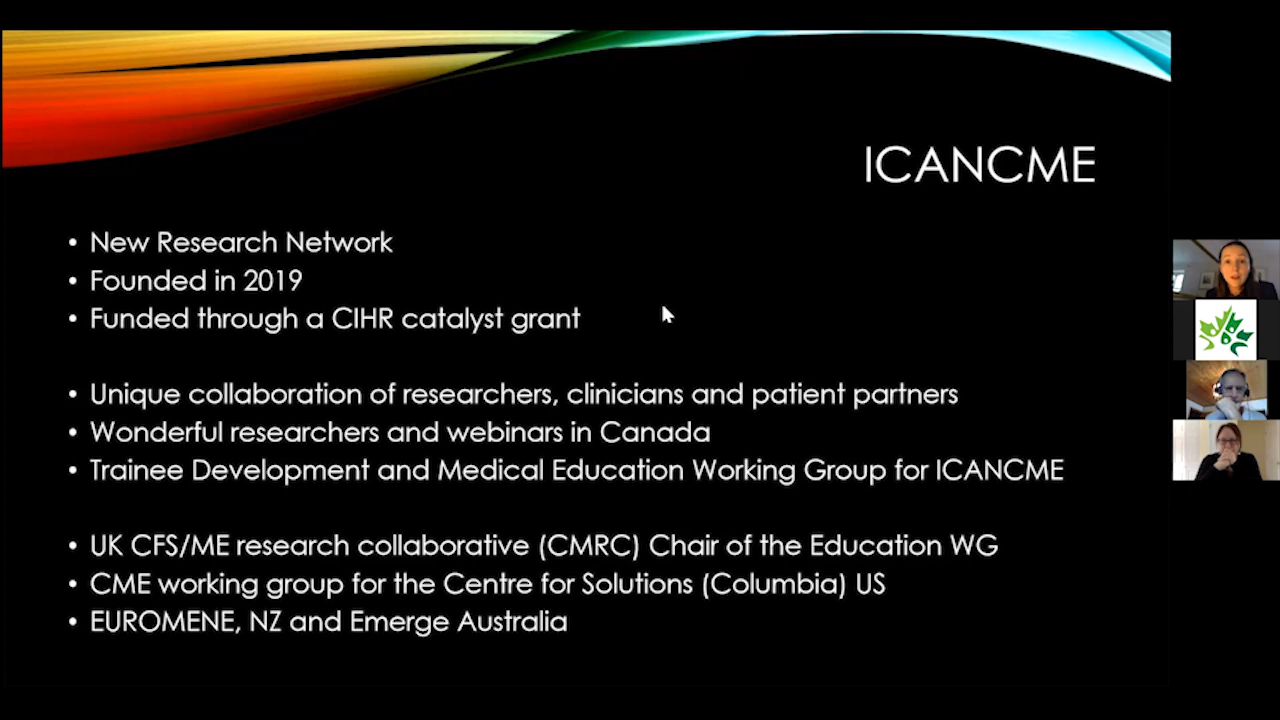 ICANCME
• New Research Network
• Founded in 2019
• Funded through a CIHR catalyst grant
• Unique collaboration of researchers, clinicians and patient partners
• Wonderful researchers and webinars in Canada
• Trainee Development and Medical Education Working Group for ICANCME
• UK CFS/ME research collaborative (CMRC) Chair of the Education WG
• CME working group for the Centre for Solutions (Columbia) US
• EUROMENE, NZ and Emerge Australia